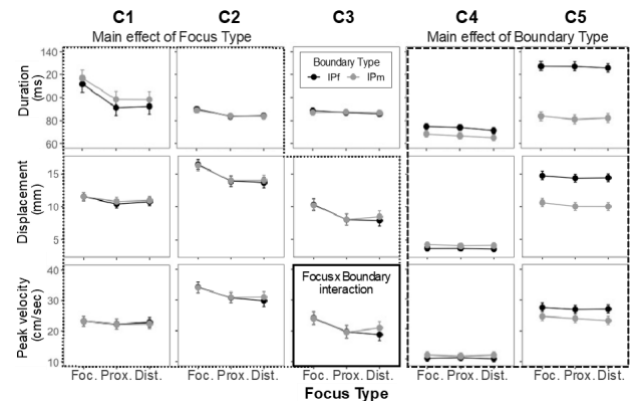 C1 C2 C3 C4 C5
Main effect of Focus Type Main effect of Boundary Type
Boundary Type
IPf IPm
Duration
(ms)
140
120
100
80
60
Displacement
(mm)
15
10
5
Focus x Boundary
interaction
Peak velocity
(cm/sec)
40
30
20
10
Foc. Prox. Dist. Foc. Prox. Dist. Foc. Prox. Dist. Foc. Prox. Dist. Foc. Prox. Dist.
Focus Type